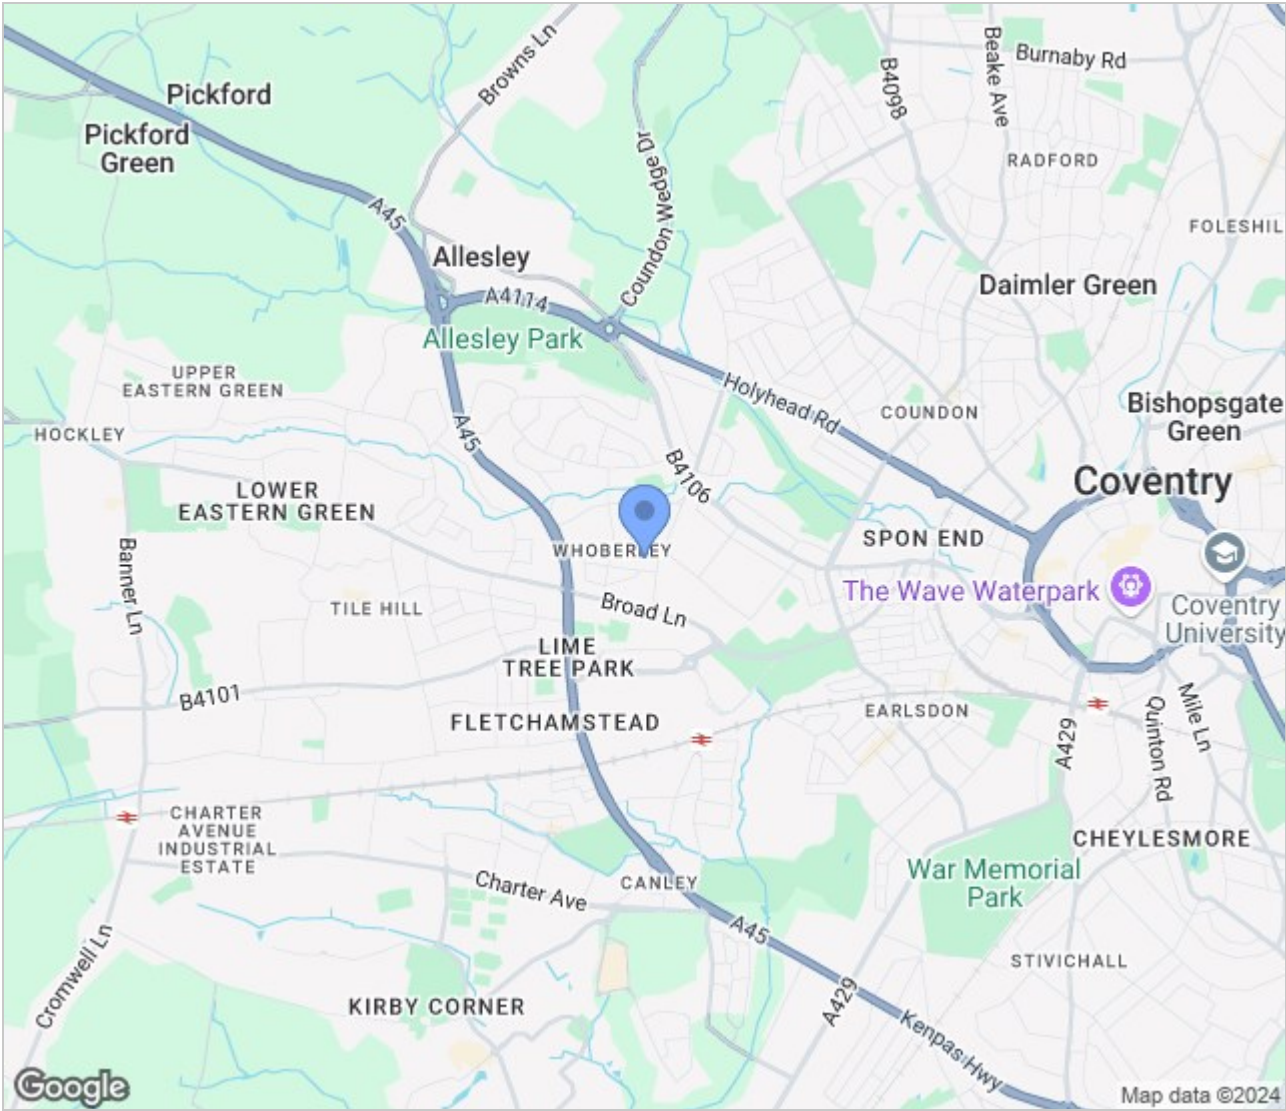 Browns Ln
Beake Ave
Burnaby Rd
B4098
Pickford
Pickford
Green
Coundon Wedge Dr
RADFORD
A45
FOLESHIL
Allesley
Daimler Green
A4114
Allesley Park
UPPER
EASTERN GREEN
Holyhead Rd
COUNDON
Bishopsgate
Green
HOCKLEY
A45
B4106
Coventry
LOWER
EASTERN GREEN
SPON END
WHOBERLEY
Banner Ln
The Wave Waterpark
TILE HILL
Broad Ln
Coventry
University
LIME
TREE PARK
B4101
FLETCHAMSTEAD
EARLSDON
Mile Ln
Quinton Rd
A429
CHARTER
AVENUE
INDUSTRIAL
ESTATE
CHEYLESMORE
War Memorial
Park
Charter Ave
CANLEY
A45
Cromwell Ln
STIVICHALL
KIRBY CORNER
A429
Kenpas Hwy
Google
Map data ©2024